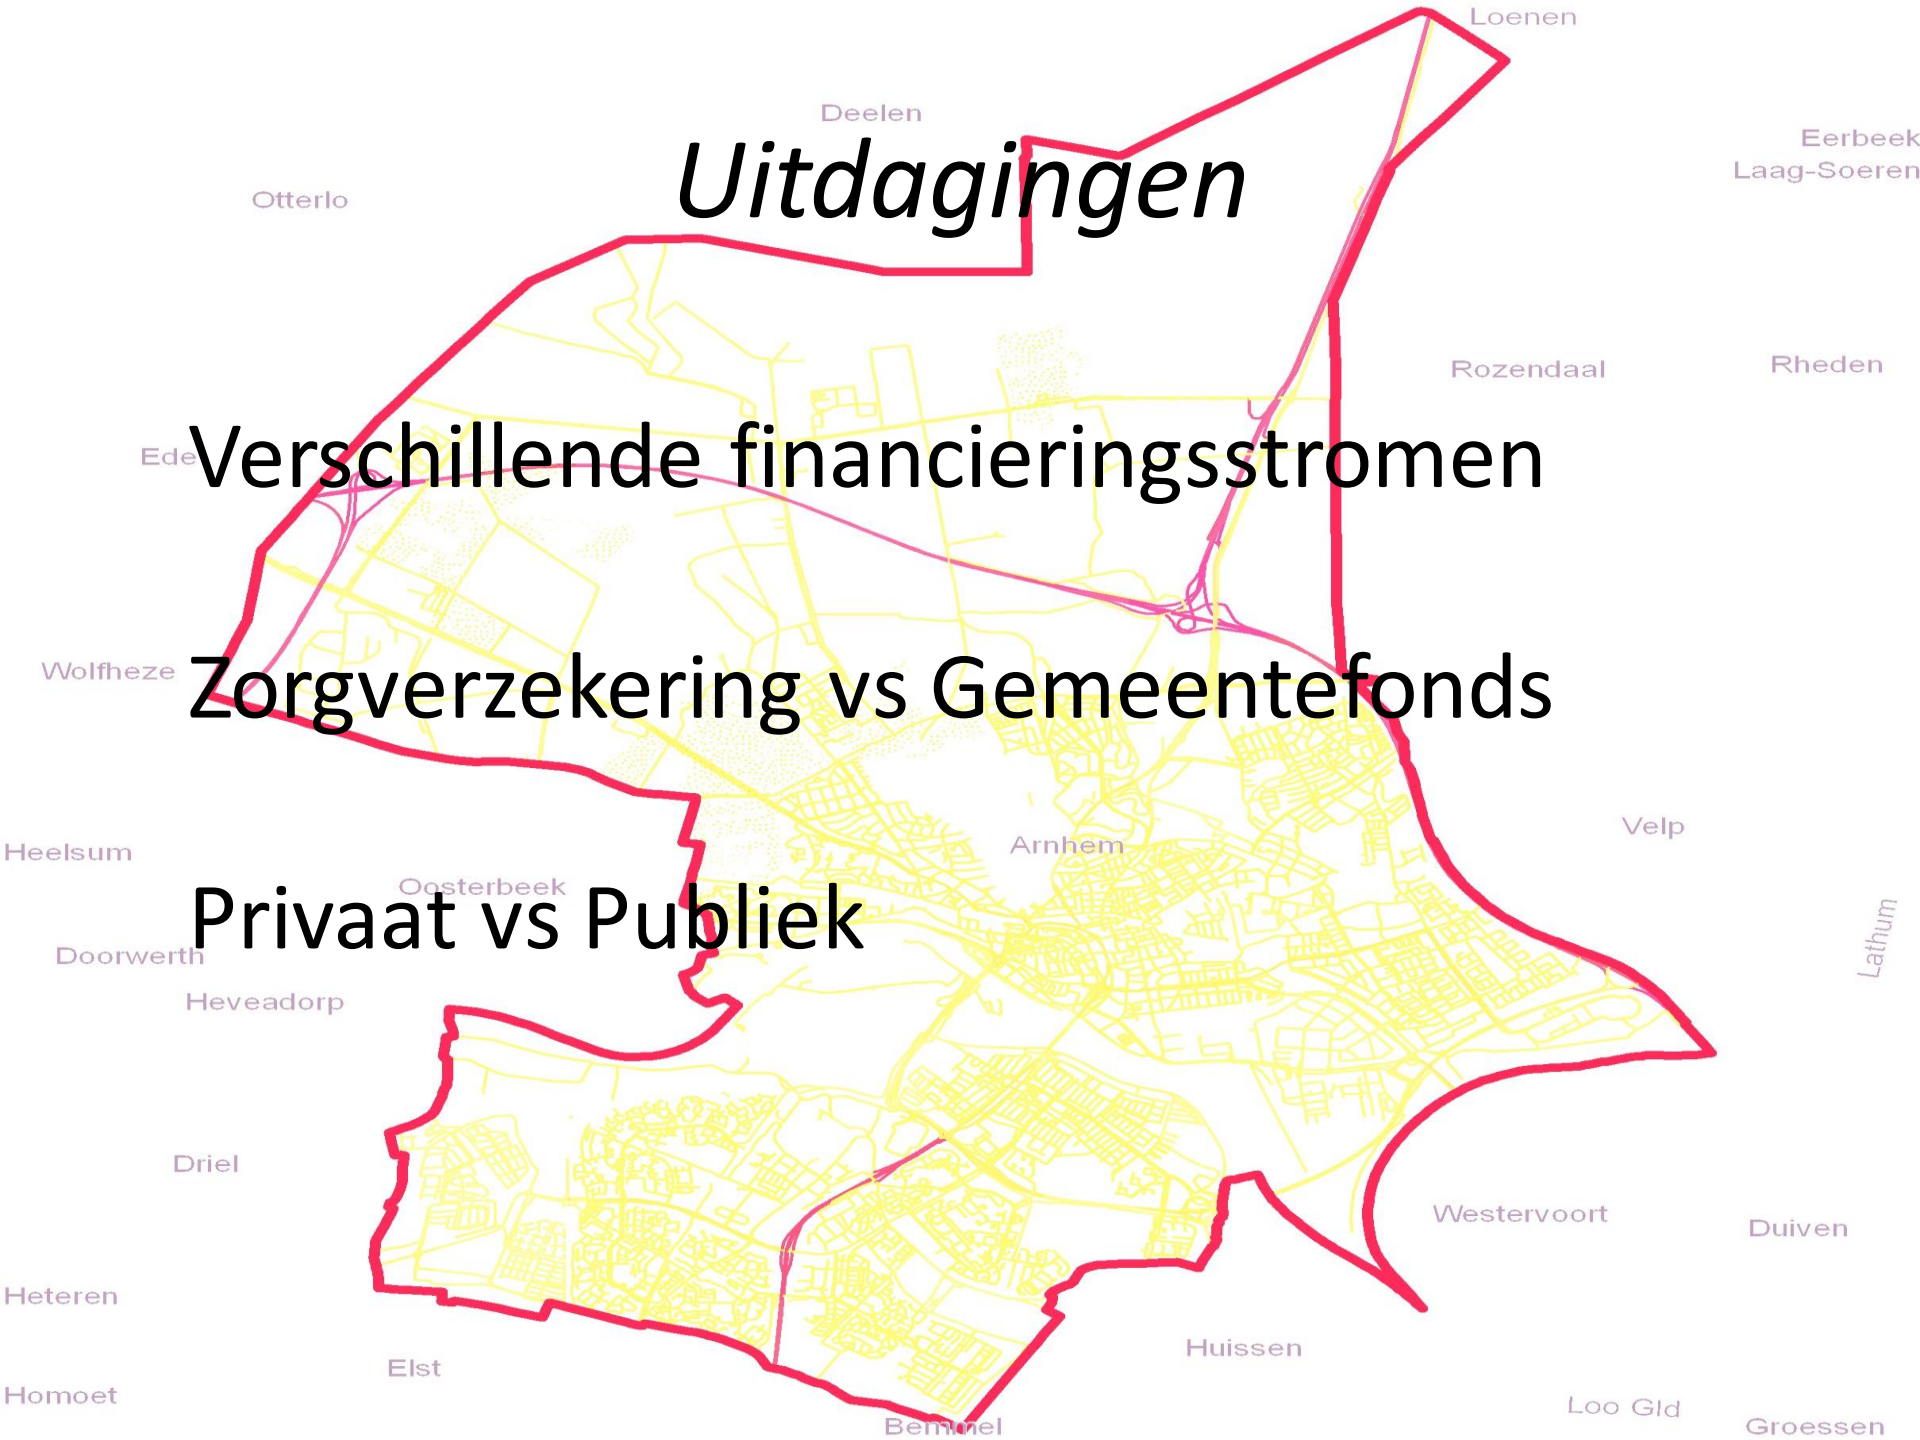 Loenen
Deelen
Eerbeek
Uitdagingen
Laag-Soeren
Otterlo
Rozendaal
Rheden
Ede
Verschillende financieringsstromen
Wolfheze
Zorgverzekering vs Gemeentefonds
Velp
Arnhem
Heelsum
Oosterbeek
Privaat vs Publiek
Lathum
Doorwerth
Heveadorp
Driel
Westervoort
Duiven
Heteren
Huissen
Elst
Homoet
Loo Gld
Bemmel
Groessen